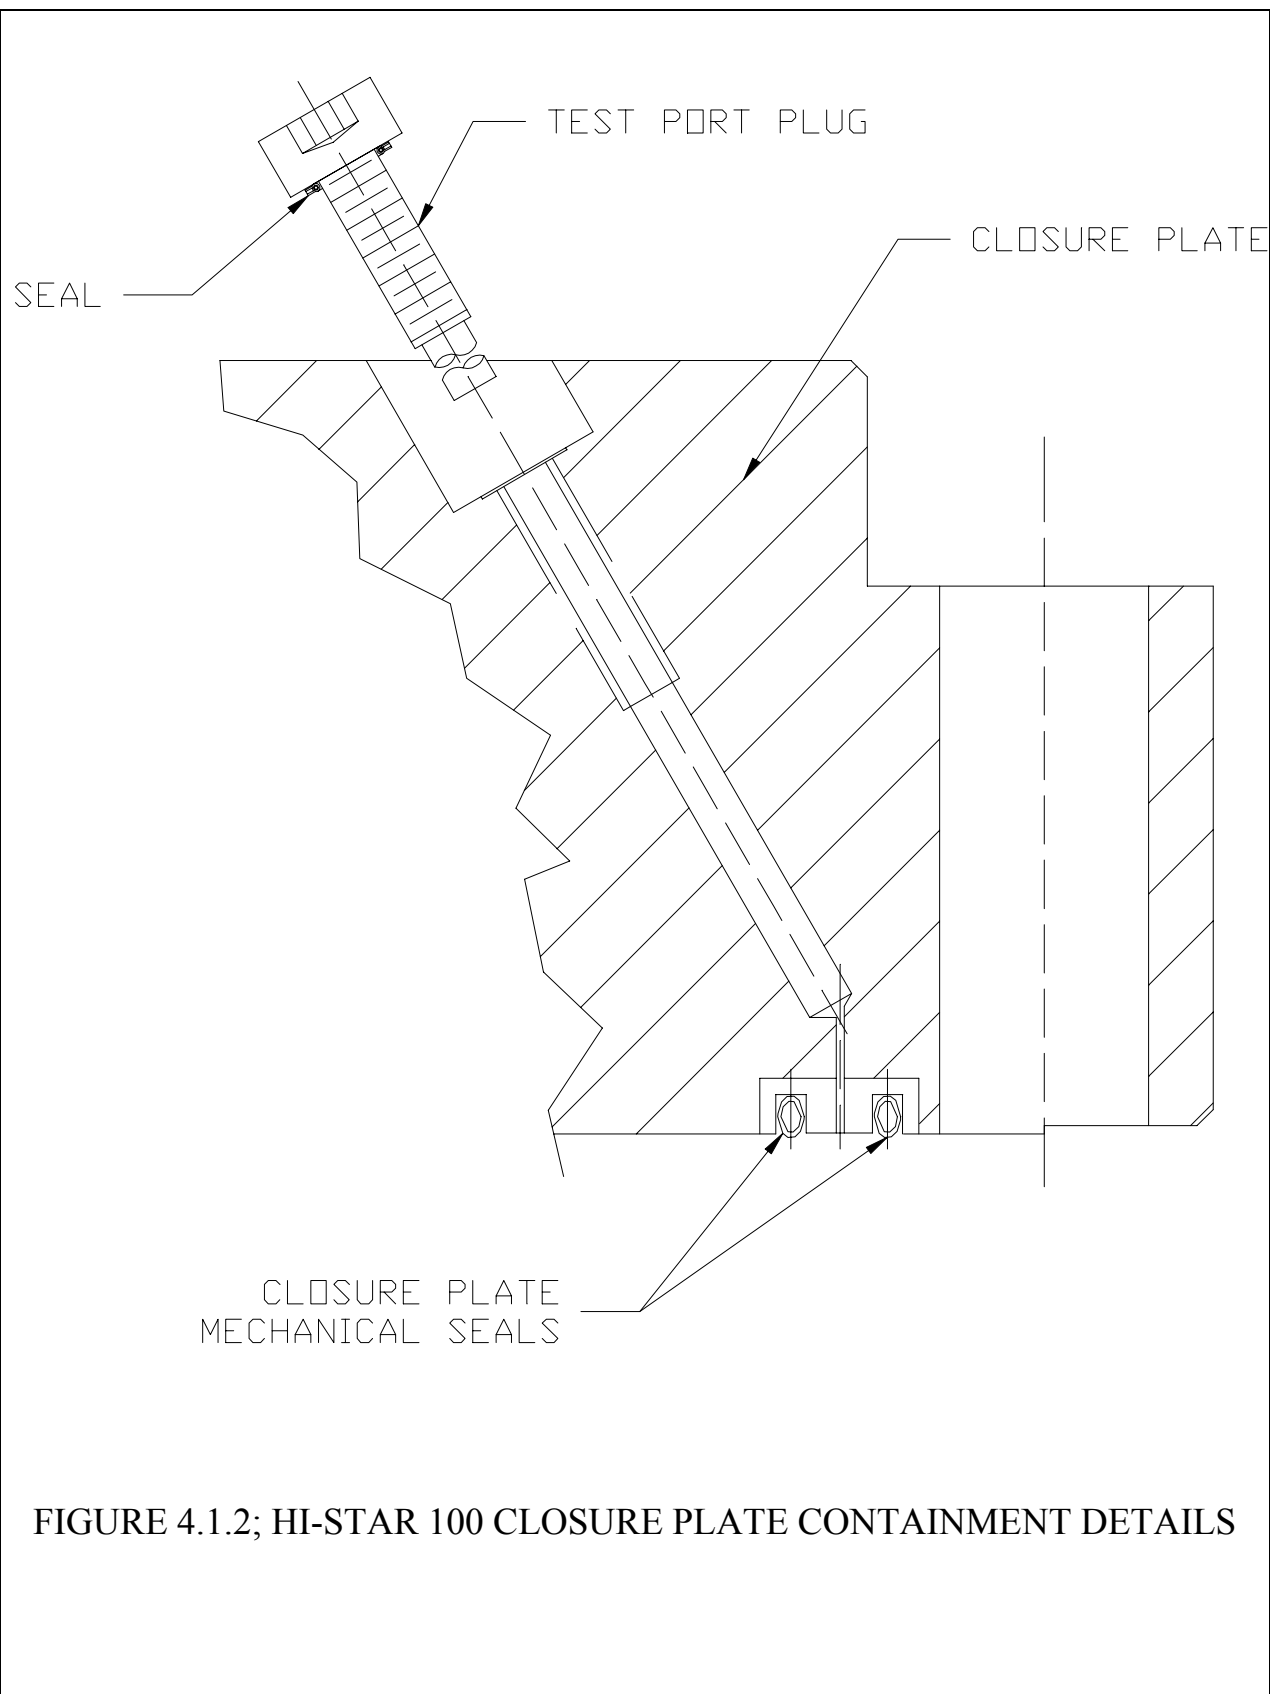 TEST PORT PLUG
CLOSURE PLATE
SEAL
CLOSURE PLATE
MECHANICAL SEALS
FIGURE 4.1.2; HI-STAR 100 CLOSURE PLATE CONTAINMENT DETAILS